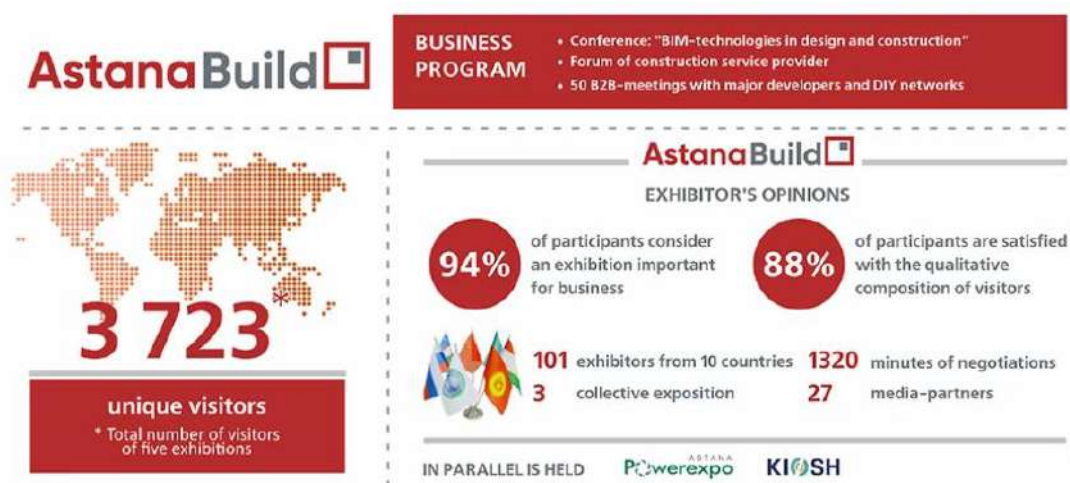 AstanaBuild
BUSINESS
PROGRAM
• Conference: "BIM-technologies in design and construction"
• Forum of construction service provider
• 50 B2B-meetings with major developers and DIY networks
3 723*
unique visitors
* Total number of visitors
of five exhibitions
AstanaBuild
EXHIBITOR'S OPINIONS
94%
of participants consider
an exhibition important
for business
88%
of participants are satisfied
with the qualitative
composition of visitors
101 exhibitors from 10 countries
3 collective exposition
1320 minutes of negotiations
27 media-partners
IN PARALLEL IS HELD
ASTANA
Powerexpo
KIOSH